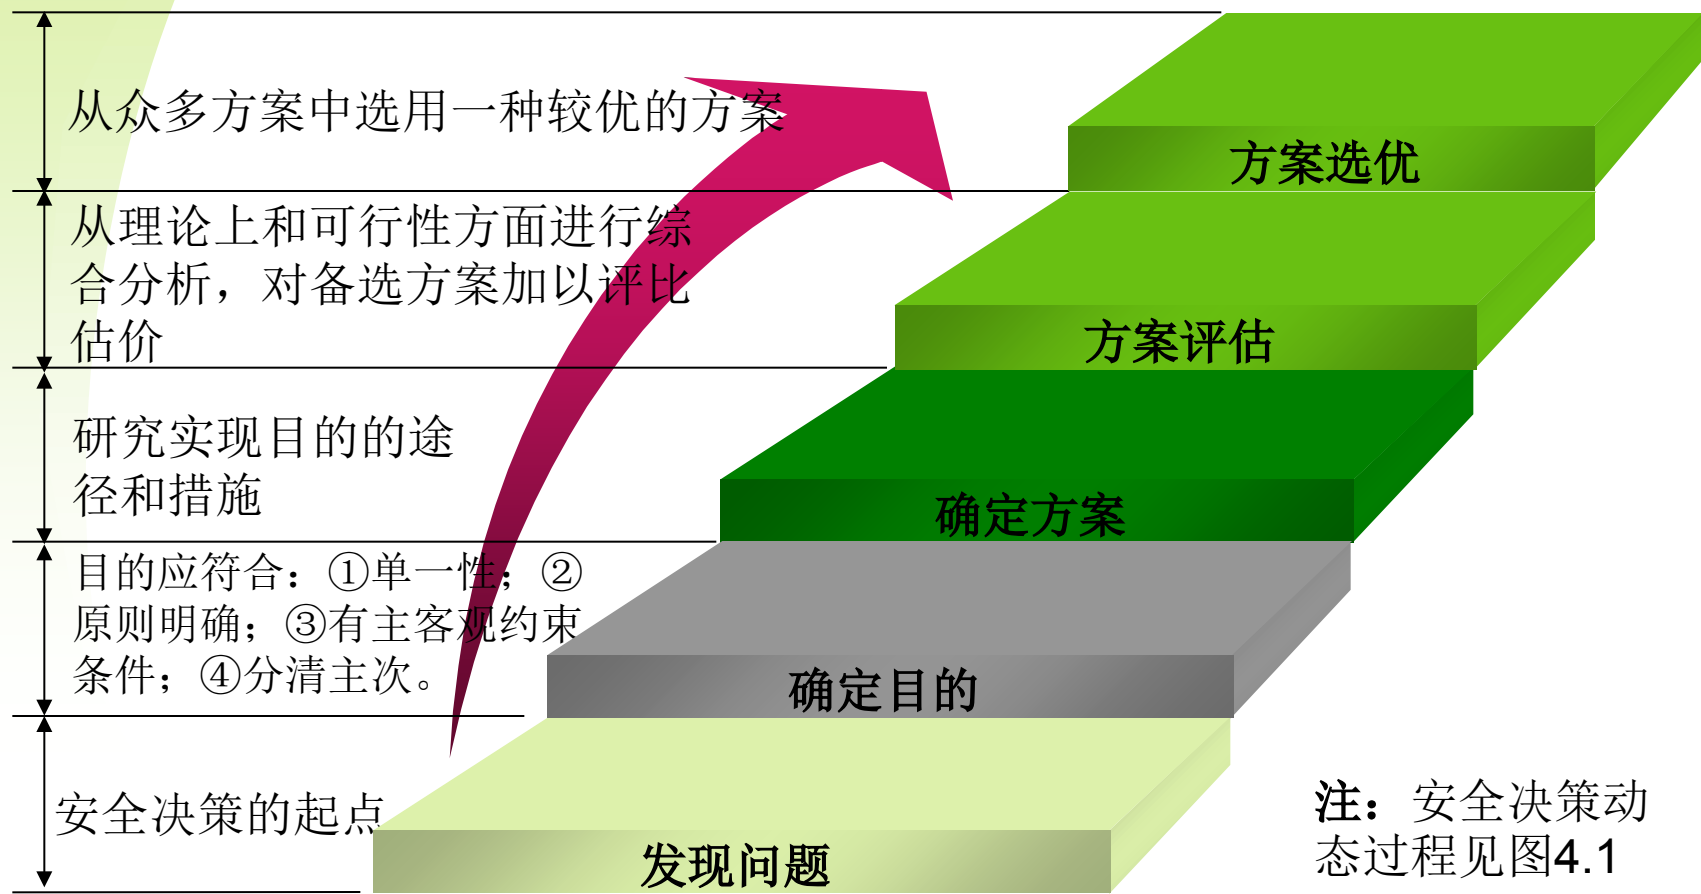 从众多方案中选用一种较优的方案
方案选优
从理论上和可行性方面进行综
合分析，对备选方案加以评比
估价
方案评估
研究实现目的的途
径和措施
确定方案
目的应符合：①单一性；②
原则明确；③有主客观约束
条件；④分清主次。
确定目的
安全决策的起点
发现问题
注：安全决策动
态过程见图4.1